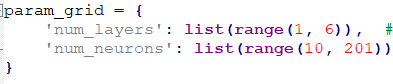 param_grid = {
    'num_layers': list(range(1, 6)),  #
    'num_neurons': list(range(10, 201))
}